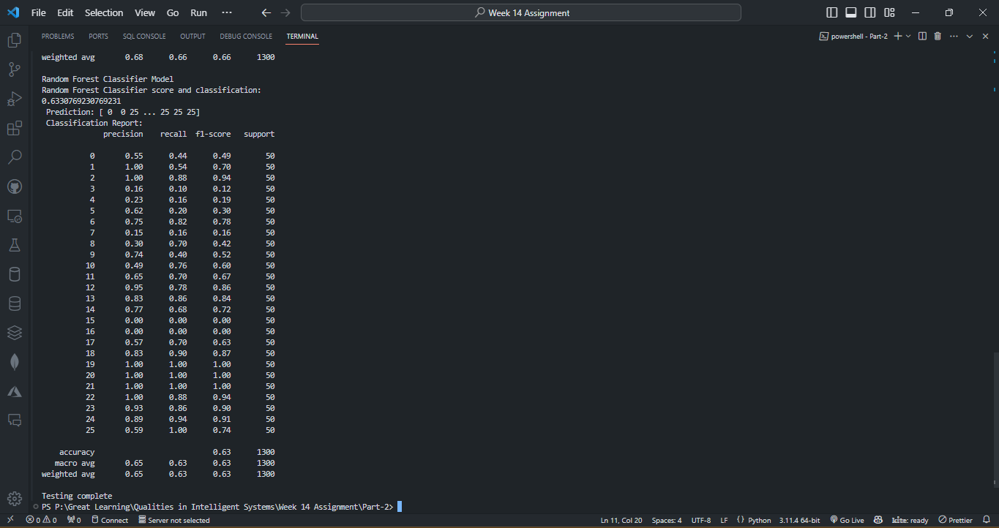 File Edit Selection View Go Run ··· Week 14 Assignment
PROBLEMS PORTS SQL CONSOLE OUTPUT DEBUG CONSOLE TERMINAL powershell - Part-2
weighted avg 0.68 0.66 0.66 1300
Random Forest Classifier Model
Random Forest Classifier score and classification:
0.6330769230769231
Prediction: [ 0 0 25 ... 25 25 25]
Classification Report:
precision recall f1-score support
0 0.55 0.44 0.49 50
1 1.00 0.54 0.70 50
2 1.00 0.88 0.94 50
3 0.16 0.10 0.12 50
4 0.23 0.16 0.19 50
5 0.62 0.20 0.30 50
6 0.75 0.82 0.78 50
7 0.15 0.16 0.16 50
8 0.30 0.70 0.42 50
9 0.74 0.40 0.52 50
10 0.49 0.76 0.60 50
11 0.65 0.70 0.67 50
12 0.95 0.78 0.86 50
13 0.83 0.86 0.84 50
14 0.77 0.68 0.72 50
15 0.00 0.00 0.00 50
16 0.00 0.00 0.00 50
17 0.57 0.70 0.63 50
18 0.83 0.90 0.87 50
19 1.00 1.00 1.00 50
20 1.00 1.00 1.00 50
21 1.00 1.00 1.00 50
22 1.00 0.88 0.94 50
23 0.93 0.86 0.90 50
24 0.89 0.94 0.91 50
25 0.59 1.00 0.74 50
accuracy 0.63 1300
macro avg 0.65 0.63 0.63 1300
weighted avg 0.65 0.63 0.63 1300
Testing complete
PS P:\Great Learning\Qualities in Intelligent Systems\Week 14 Assignment\Part-2>
0 0 0 Connect Server not selected Ln 11, Col 20 Spaces: 4 UTF-8 LF {} Python 3.11.4 64-bit Go Live kite: ready Prettier